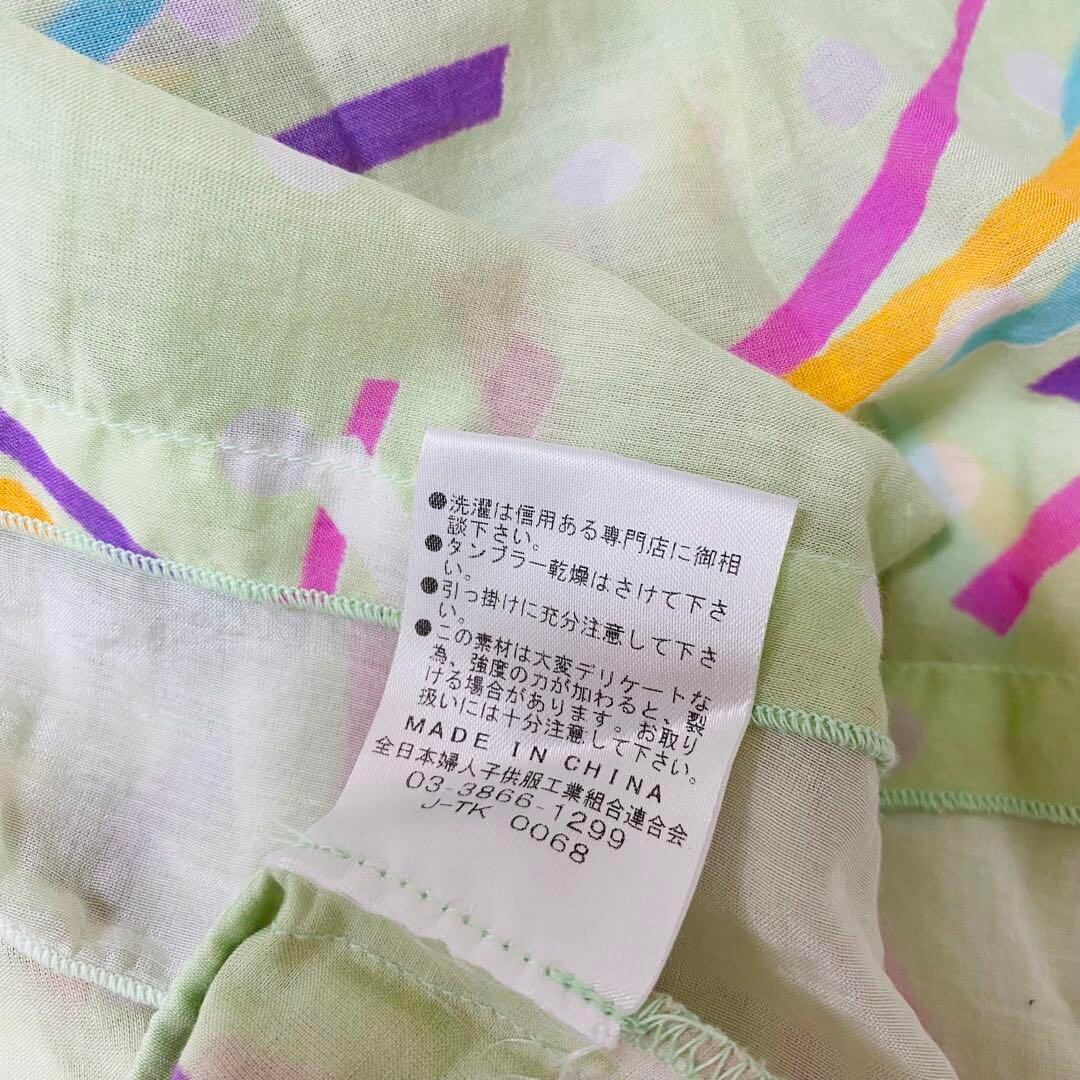 ●洗濯は信用ある専門店に御相
談下さい。
●タンブラー乾燥はさけて下さ
い。
●引っ掛けに充分注意して下さ
い。
●この素材は大変デリケートな
為、強度の力が加わると、裂
ける場合があります。お取り
扱いには十分注意して下さい。
MADE IN CHINA
全日本婦人子供服工業組合連合会
03-3866-1299
J-TK 0068